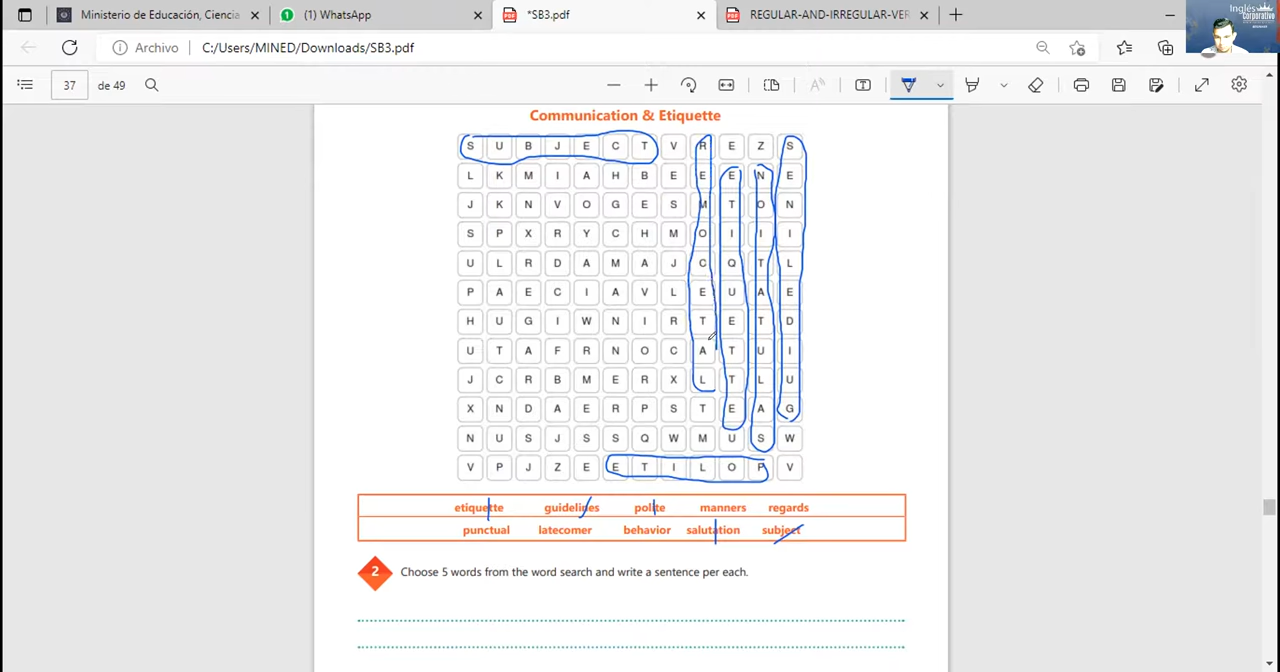 Ministerio de Educación, Ciencia
(1) WhatsApp
*SB3.pdf
REGULAR-AND-IRREGULAR-VER
Inglés
Corporativo
Archivo
C:/Users/MINED/Downloads/SB3.pdf
37 de 49
Communication & Etiquette
S U B J E C T V R E Z S
L K M I A H B E E E N E
J K N V O G E S M T O N
S P X R Y C H M O I I I
U L R D A M A J C Q T L
P A E C I A V L E U A E
H U G I W N I R T E T D
U T A F R N O C A T U I
J C R B M E R X L T L U
X N D A E R P S T E A G
N U S J S S Q W M U S W
V P J Z E E T I L O P V
etiquette guidelines polite manners regards
punctual latecomer behavior salutation subject
2 Choose 5 words from the word search and write a sentence per each.